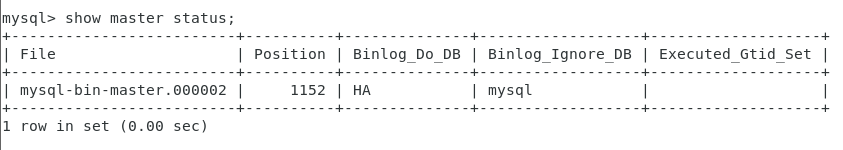 mysql> show master status;
+-------------------------+----------+--------------+------------------+-------------------+
| File                    | Position | Binlog_Do_DB | Binlog_Ignore_DB | Executed_Gtid_Set |
+-------------------------+----------+--------------+------------------+-------------------+
| mysql-bin-master.000002 |     1152 | HA           | mysql            |                   |
+-------------------------+----------+--------------+------------------+-------------------+
1 row in set (0.00 sec)